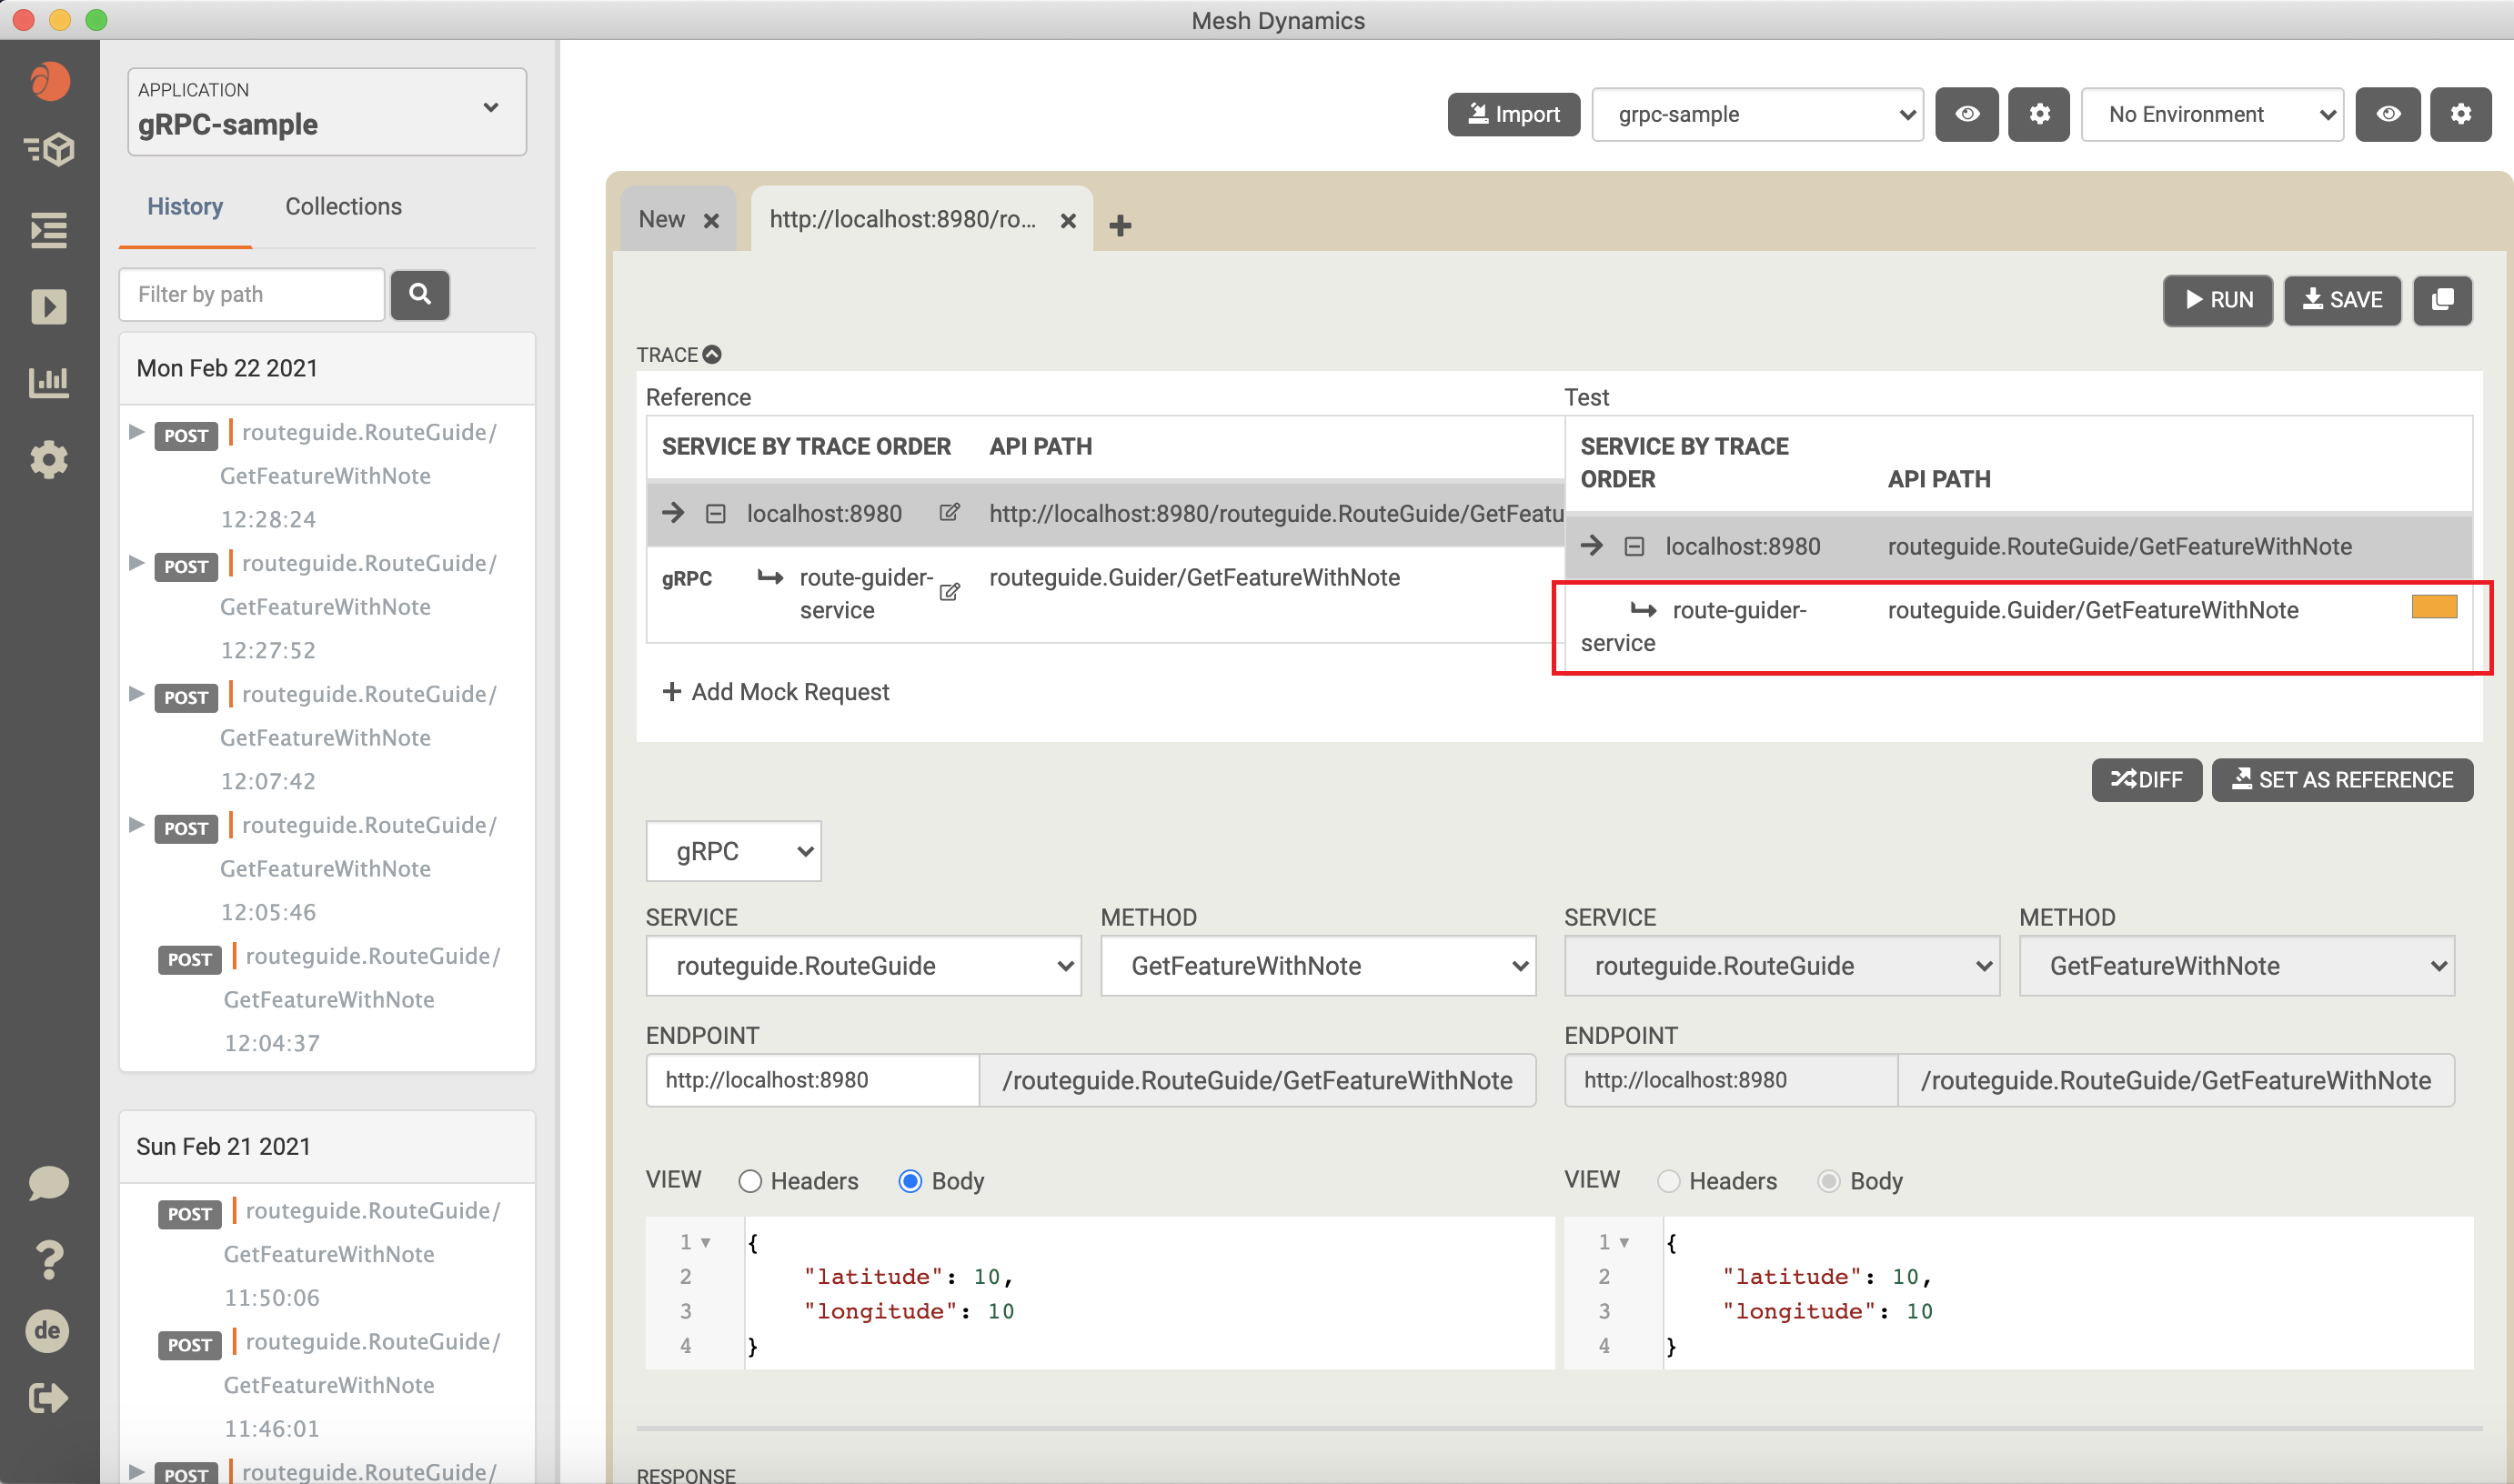 Mesh Dynamics
APPLICATION
gRPC-sample
History
Collections
Filter by path
Mon Feb 22 2021
POST routeguide.RouteGuide/
GetFeatureWithNote
12:28:24
POST routeguide.RouteGuide/
GetFeatureWithNote
12:27:52
POST routeguide.RouteGuide/
GetFeatureWithNote
12:07:42
POST routeguide.RouteGuide/
GetFeatureWithNote
12:05:46
POST routeguide.RouteGuide/
GetFeatureWithNote
12:04:37
Sun Feb 21 2021
POST routeguide.RouteGuide/
GetFeatureWithNote
11:50:06
POST routeguide.RouteGuide/
GetFeatureWithNote
11:46:01
POST routeguide.RouteGuide/
de
Import
grpc-sample
No Environment
New
http://localhost:8980/ro...
RUN
SAVE
TRACE
Reference
SERVICE BY TRACE ORDER
API PATH
localhost:8980
http://localhost:8980/routeguide.RouteGuide/GetFeatu
gRPC
route-guider-
service
routeguide.Guider/GetFeatureWithNote
+ Add Mock Request
Test
SERVICE BY TRACE
ORDER
API PATH
localhost:8980
routeguide.RouteGuide/GetFeatureWithNote
route-guider-
service
routeguide.Guider/GetFeatureWithNote
DIFF
SET AS REFERENCE
gRPC
SERVICE
METHOD
routeguide.RouteGuide
GetFeatureWithNote
ENDPOINT
http://localhost:8980
/routeguide.RouteGuide/GetFeatureWithNote
VIEW
Headers
Body
1 {
2 "latitude": 10,
3 "longitude": 10
4 }
SERVICE
METHOD
routeguide.RouteGuide
GetFeatureWithNote
ENDPOINT
http://localhost:8980
/routeguide.RouteGuide/GetFeatureWithNote
VIEW
Headers
Body
1 {
2 "latitude": 10,
3 "longitude": 10
4 }
RESPONSE